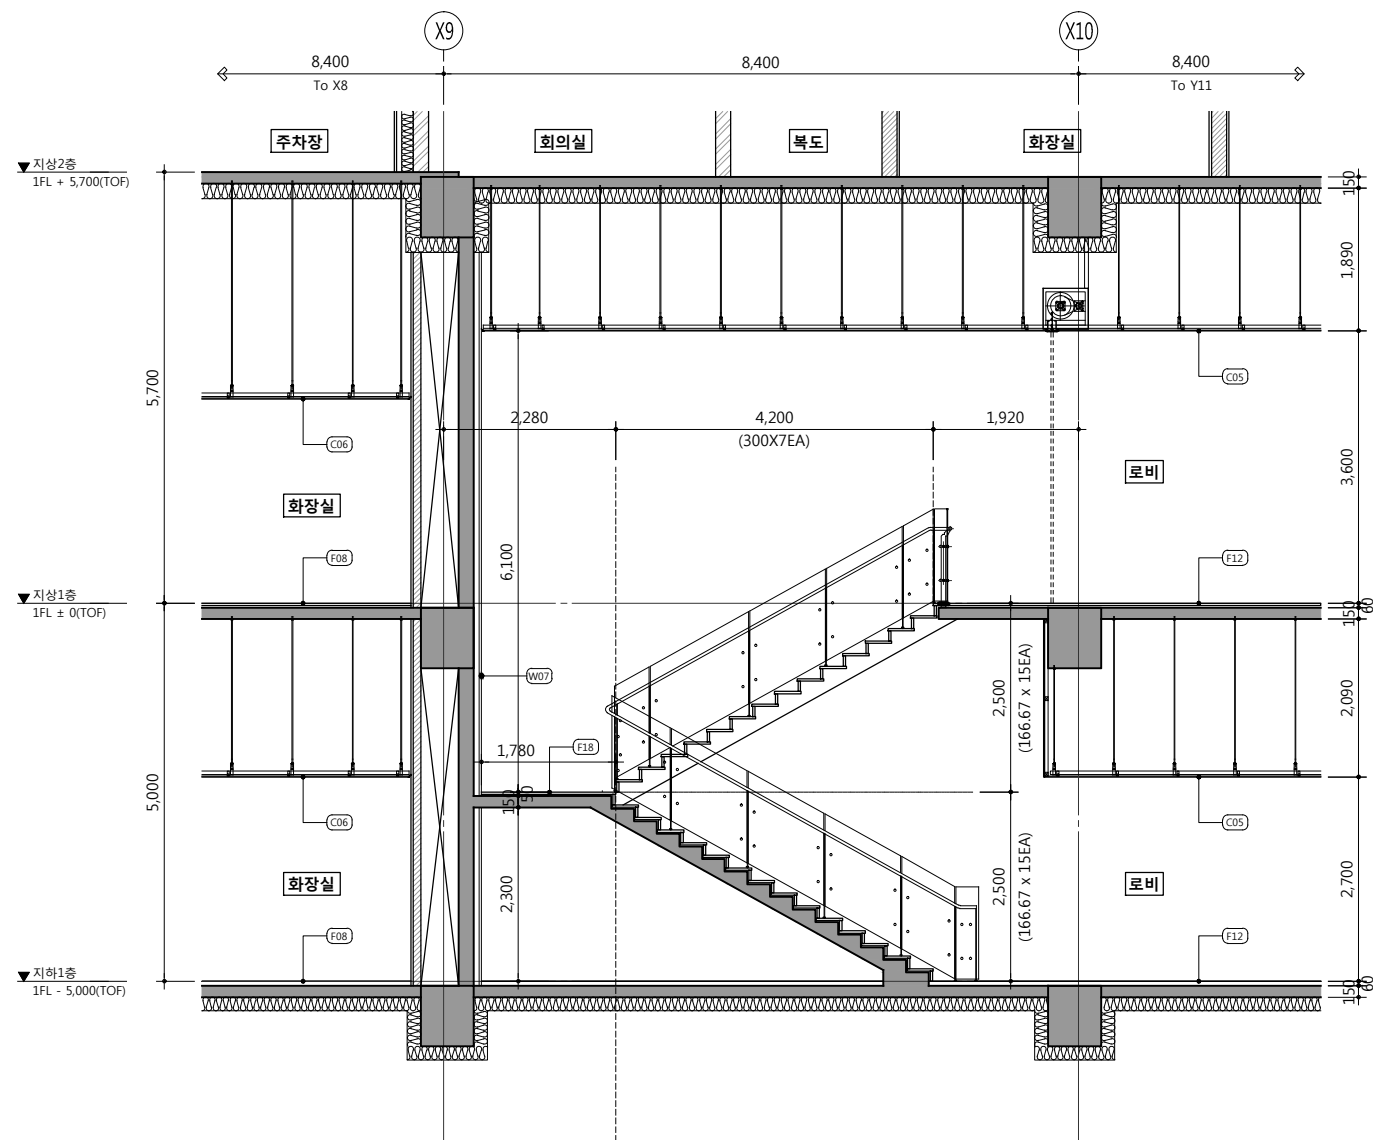 X9
X10
8,400
8,400
8,400
To X8
To Y11
주차장
회의실
복도
화장실
지상2층
1FL + 5,700(TOF)
150
1,890
C05
5,700
2,280
4,200
1,920
(300X7EA)
C06
로비
3,600
화장실
6,100
F08
F12
지상1층
1FL ± 0(TOF)
150
60
W07
2,500
(166.67 x 15EA)
2,090
1,780
F18
5,000
150
50
C06
C05
화장실
2,300
2,500
(166.67 x 15EA)
로비
2,700
F08
F12
지하1층
1FL - 5,000(TOF)
150
60